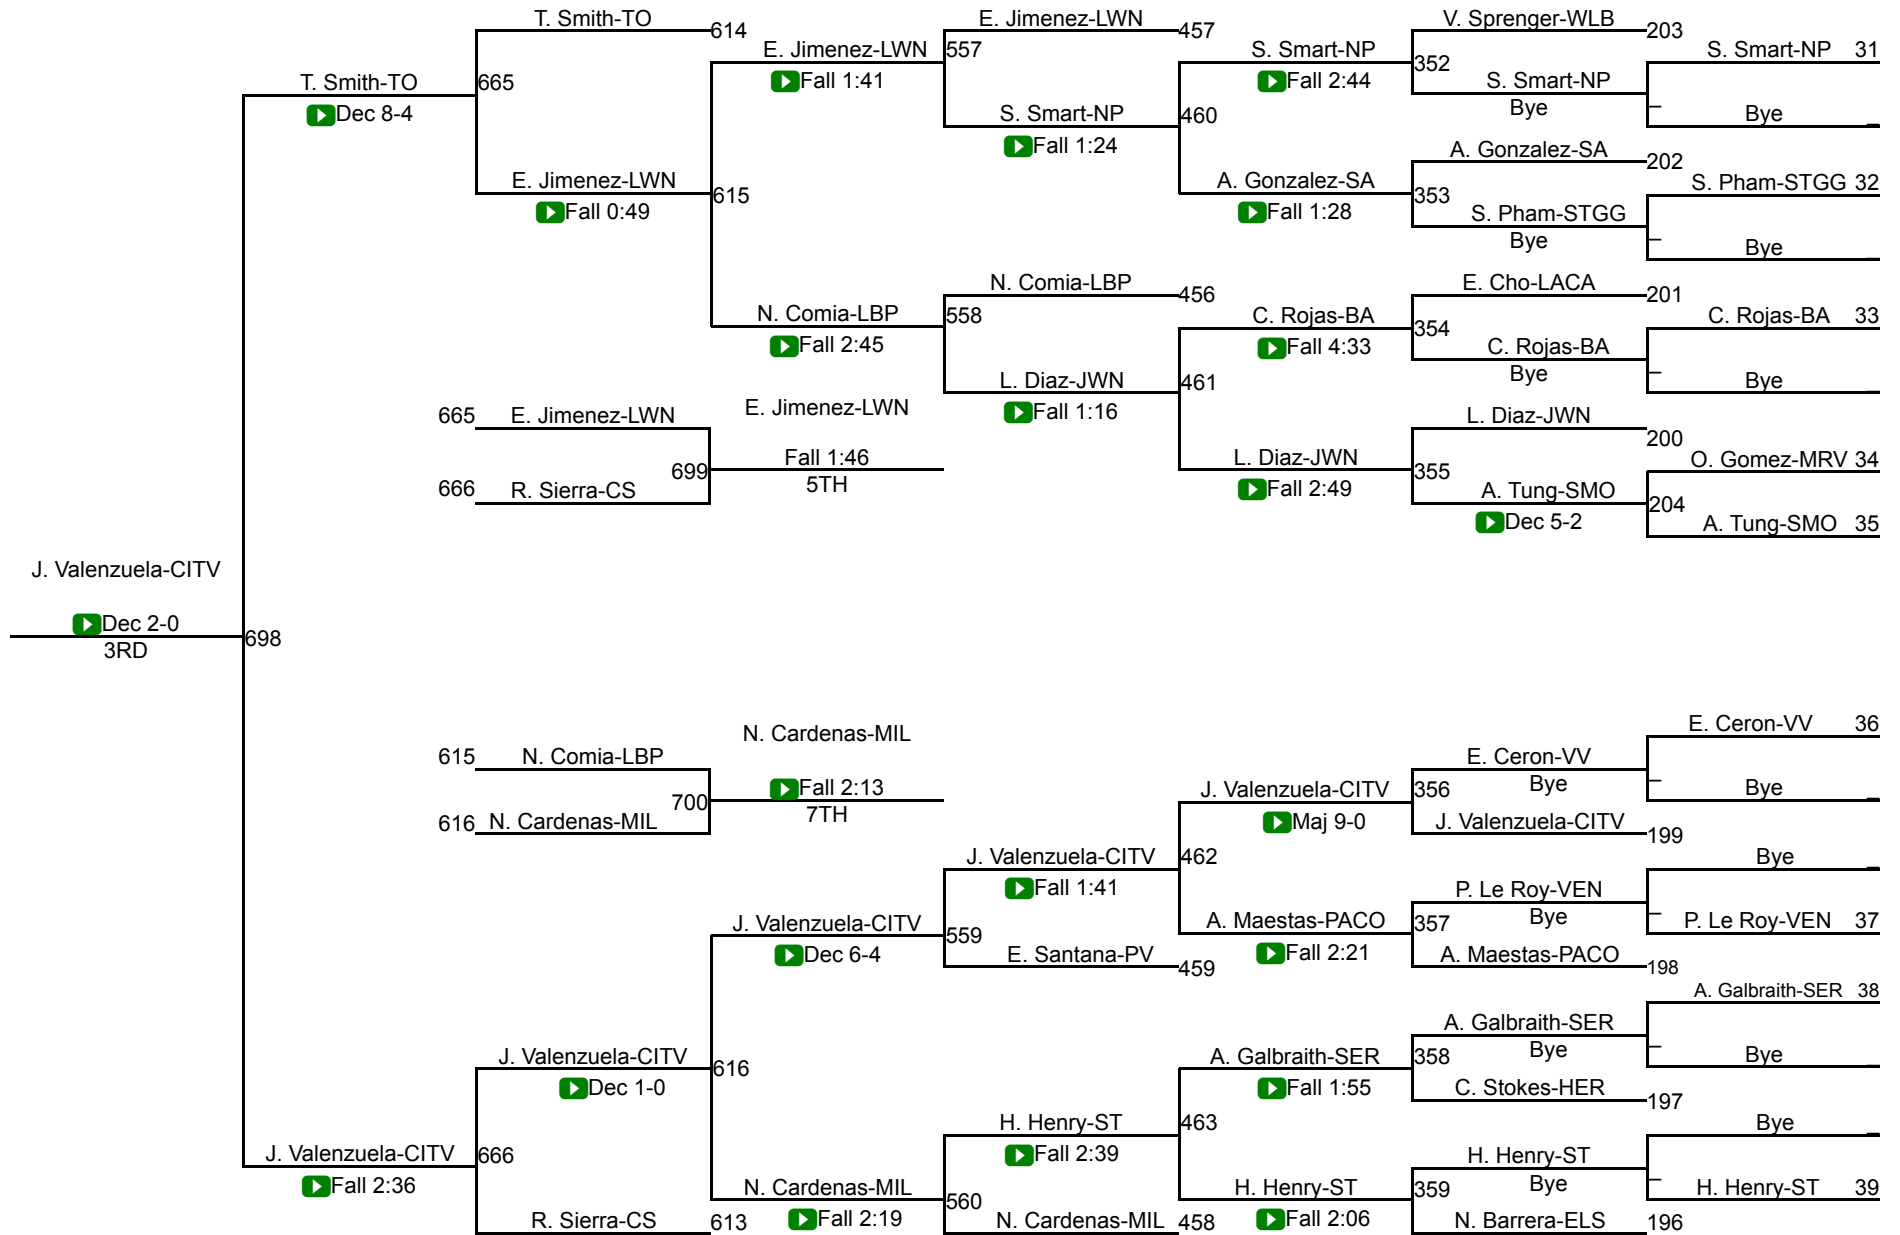 T. Smith-TO
614
E. Jimenez-LWN
457
V. Sprenger-WLB
203
E. Jimenez-LWN
557
S. Smart-NP
352
S. Smart-NP 31
T. Smith-TO
665
Fall 1:41
Fall 2:44
S. Smart-NP
Bye
Dec 8-4
S. Smart-NP
460
Bye
Fall 1:24
A. Gonzalez-SA
202
E. Jimenez-LWN
615
A. Gonzalez-SA
353
S. Pham-STGG 32
Fall 0:49
Fall 1:28
S. Pham-STGG
Bye
Bye
N. Comia-LBP
456
E. Cho-LACA
201
N. Comia-LBP
558
C. Rojas-BA
354
C. Rojas-BA 33
Fall 2:45
Fall 4:33
C. Rojas-BA
Bye
L. Diaz-JWN
461
Bye
665 E. Jimenez-LWN
E. Jimenez-LWN
Fall 1:16
L. Diaz-JWN
200
699
Fall 1:46
5TH
L. Diaz-JWN
355
O. Gomez-MRV 34
666 R. Sierra-CS
Fall 2:49
A. Tung-SMO
204
Dec 5-2
A. Tung-SMO 35
J. Valenzuela-CITV
Dec 2-0
3RD
698
N. Cardenas-MIL
E. Ceron-VV 36
615 N. Comia-LBP
E. Ceron-VV
Bye
700
Fall 2:13
7TH
J. Valenzuela-CITV
356
Bye
616 N. Cardenas-MIL
Maj 9-0
J. Valenzuela-CITV
199
J. Valenzuela-CITV
462
Bye
Fall 1:41
P. Le Roy-VEN
Bye
J. Valenzuela-CITV
559
A. Maestas-PACO
357
P. Le Roy-VEN 37
Dec 6-4
E. Santana-PV
459
Fall 2:21
A. Maestas-PACO
198
A. Galbraith-SER 38
A. Galbraith-SER
Bye
J. Valenzuela-CITV
616
A. Galbraith-SER
358
Bye
Dec 1-0
Fall 1:55
C. Stokes-HER
197
H. Henry-ST
463
Bye
J. Valenzuela-CITV
666
Fall 2:39
H. Henry-ST
Bye
Fall 2:36
N. Cardenas-MIL
560
H. Henry-ST
359
H. Henry-ST 39
R. Sierra-CS
613
Fall 2:19
N. Cardenas-MIL
458
Fall 2:06
N. Barrera-ELS
196